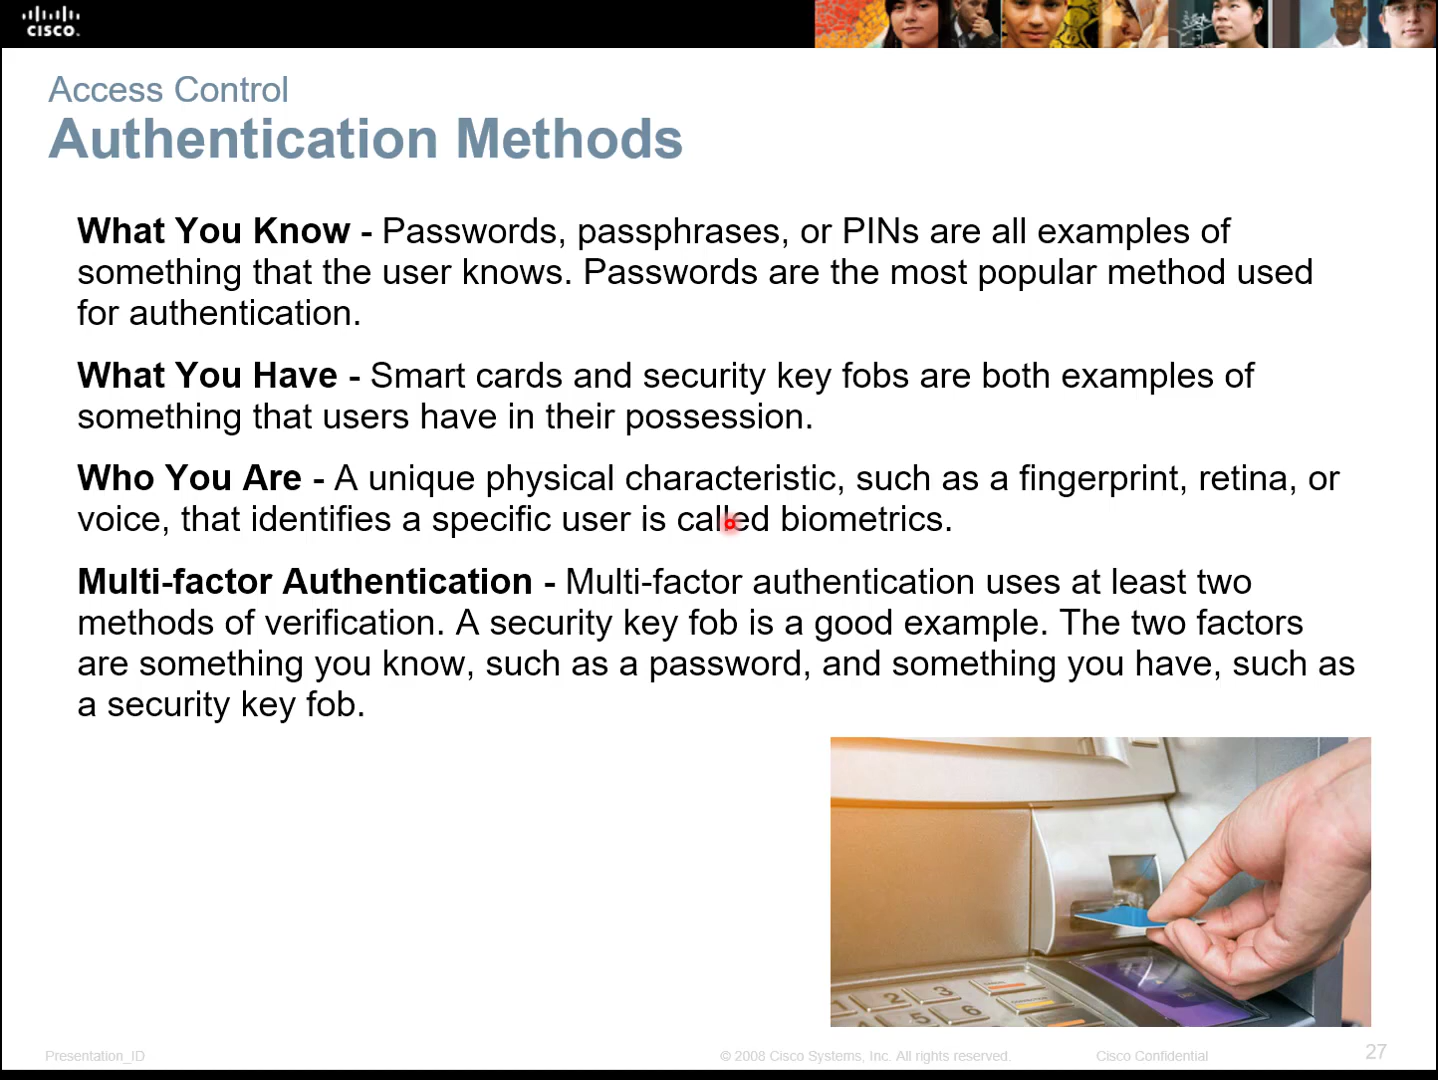 CISCO.
Access Control
Authentication Methods
What You Know - Passwords, passphrases, or PINs are all examples of
something that the user knows. Passwords are the most popular method used
for authentication.
What You Have - Smart cards and security key fobs are both examples of
something that users have in their possession.
Who You Are - A unique physical characteristic, such as a fingerprint, retina, or
voice, that identifies a specific user is called biometrics.
Multi-factor Authentication - Multi-factor authentication uses at least two
methods of verification. A security key fob is a good example. The two factors
are something you know, such as a password, and something you have, such as
a security key fob.
2 3
5 6
Presentation_ID
© 2008 Cisco Systems, Inc. All rights reserved.
Cisco Confidential
27